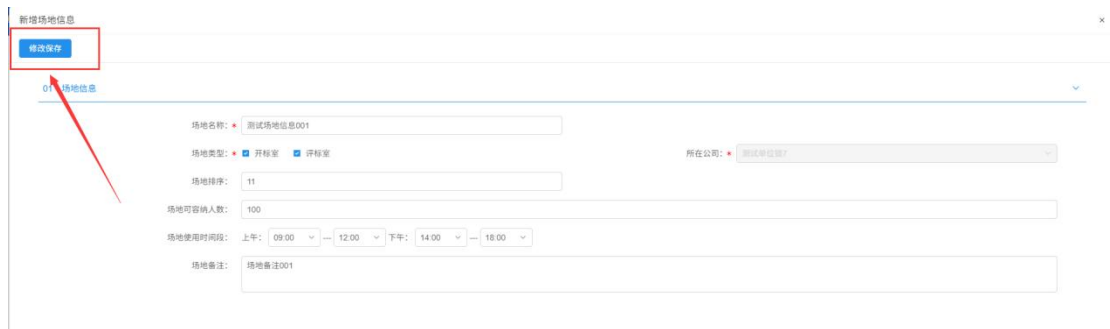 新增场地信息
×
修改保存
01 场地信息
场地名称：* 测试场地信息001
场地类型：* 开标室 评标室 所在公司：*
场地排序： 11
场地可容纳人数： 100
场地使用时间段： 上午： 09:00 --- 12:00 下午： 14:00 --- 18:00
场地备注： 场地备注001